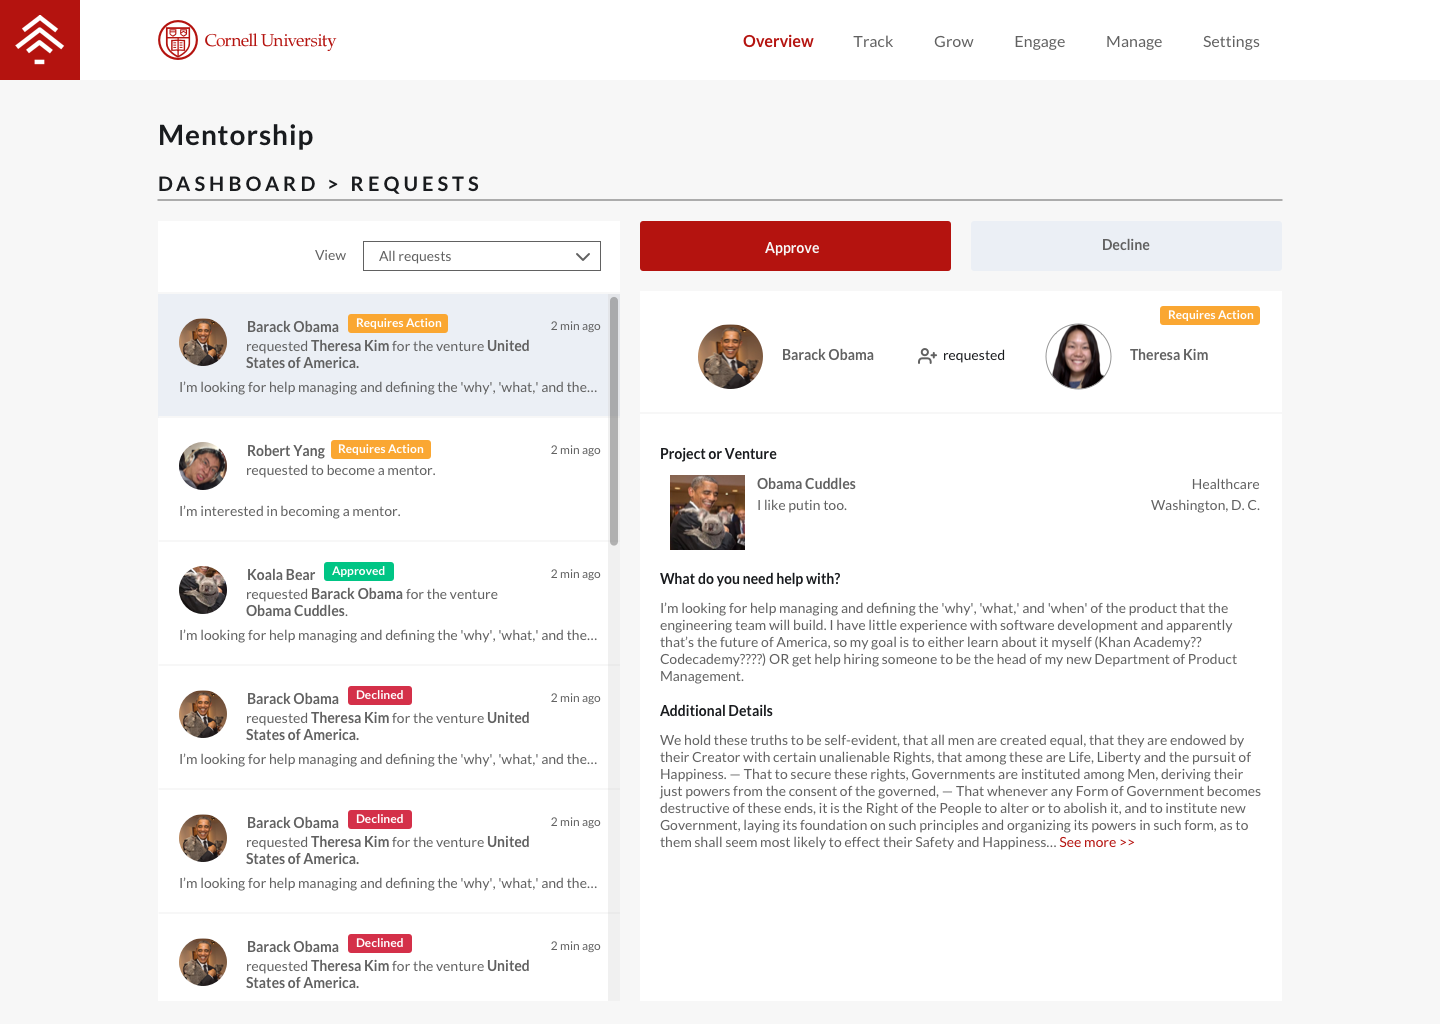 Cornell University
Overview Track Grow Engage Manage Settings
Mentorship
DASHBOARD > REQUESTS
View All requests
Barack Obama Requires Action 2 min ago
requested Theresa Kim for the venture United
States of America.
I'm looking for help managing and defining the 'why', 'what,' and the...
Robert Yang Requires Action 2 min ago
requested to become a mentor.
I'm interested in becoming a mentor.
Koala Bear Approved 2 min ago
requested Barack Obama for the venture
Obama Cuddles.
I'm looking for help managing and defining the 'why', 'what,' and the...
Barack Obama Declined 2 min ago
requested Theresa Kim for the venture United
States of America.
I'm looking for help managing and defining the 'why', 'what,' and the...
Barack Obama Declined 2 min ago
requested Theresa Kim for the venture United
States of America.
I'm looking for help managing and defining the 'why', 'what,' and the...
Barack Obama Declined 2 min ago
requested Theresa Kim for the venture United
States of America.
Approve Decline
Requires Action
Barack Obama requested Theresa Kim
Project or Venture
Obama Cuddles Healthcare
I like putin too. Washington, D. C.
What do you need help with?
I'm looking for help managing and defining the 'why', 'what,' and 'when' of the product that the
engineering team will build. I have little experience with software development and apparently
that's the future of America, so my goal is to either learn about it myself (Khan Academy??
Codecademy????) OR get help hiring someone to be the head of my new Department of Product
Management.
Additional Details
We hold these truths to be self-evident, that all men are created equal, that they are endowed by
their Creator with certain unalienable Rights, that among these are Life, Liberty and the pursuit of
Happiness. — That to secure these rights, Governments are instituted among Men, deriving their
just powers from the consent of the governed, — That whenever any Form of Government becomes
destructive of these ends, it is the Right of the People to alter or to abolish it, and to institute new
Government, laying its foundation on such principles and organizing its powers in such form, as to
them shall seem most likely to effect their Safety and Happiness... See more >>